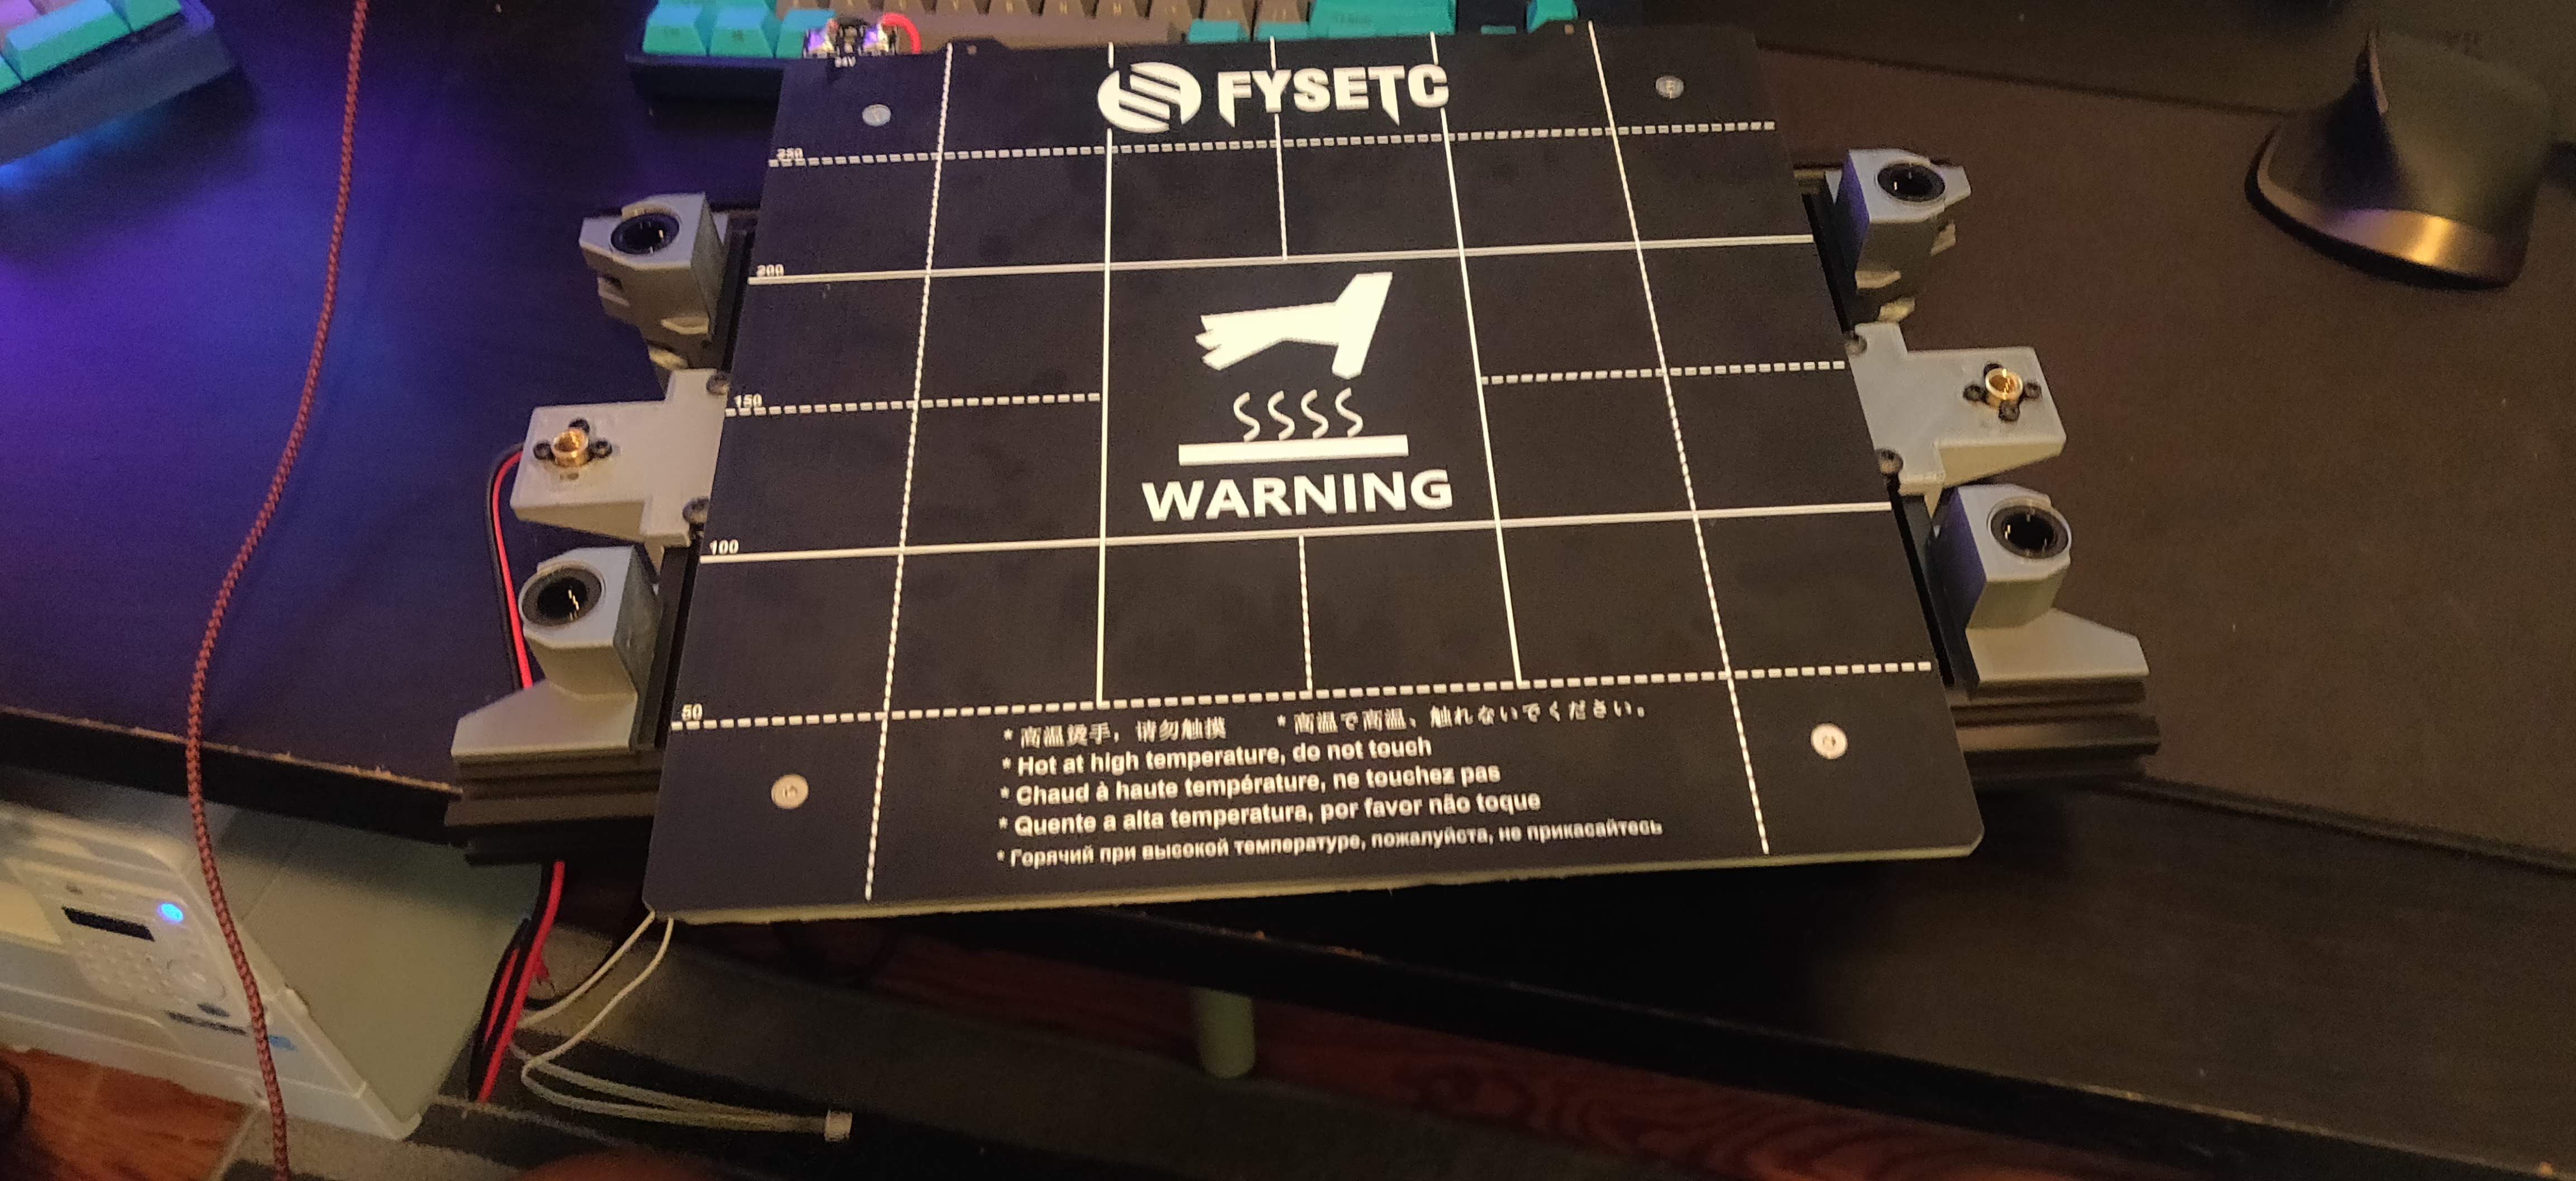 24V
FYSETC
250
200
150
WARNING
100
50
* 高温烫手，请勿触摸 * 高温で高温、触れないでください。
* Hot at high temperature, do not touch
* Chaud à haute température, ne touchez pas
* Quente a alta temperatura, por favor não toque
* Горячий при высокой температуре, пожалуйста, не прикасайтесь